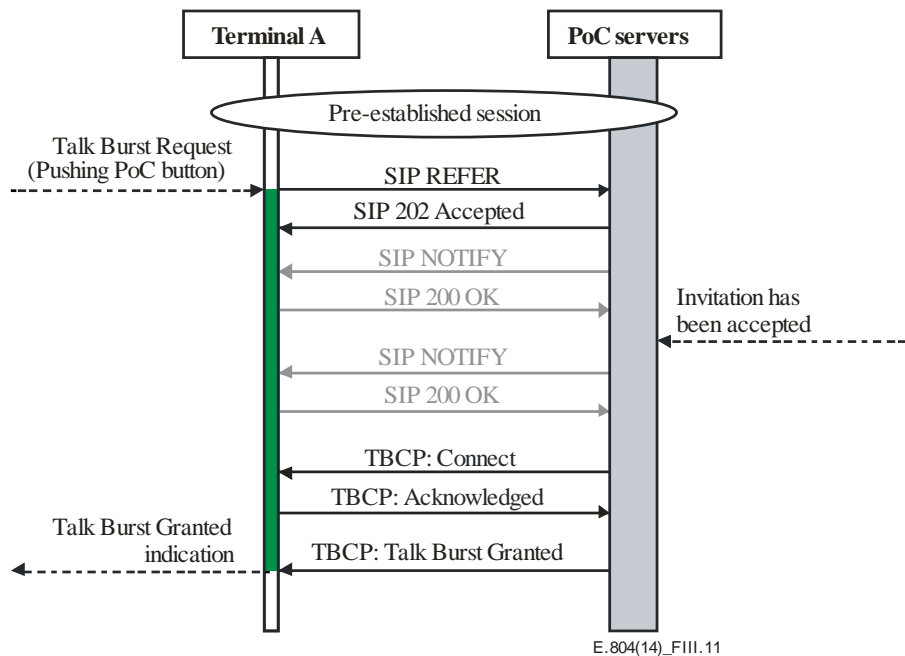 Terminal A
PoC servers
Pre-established session
Talk Burst Request
(Pushing PoC button)
SIP REFER
SIP 202 Accepted
SIP NOTIFY
SIP 200 OK
Invitation has
been accepted
SIP NOTIFY
SIP 200 OK
TBCP: Connect
TBCP: Acknowledged
Talk Burst Granted
indication
TBCP: Talk Burst Granted
E.804(14)_FIII.11